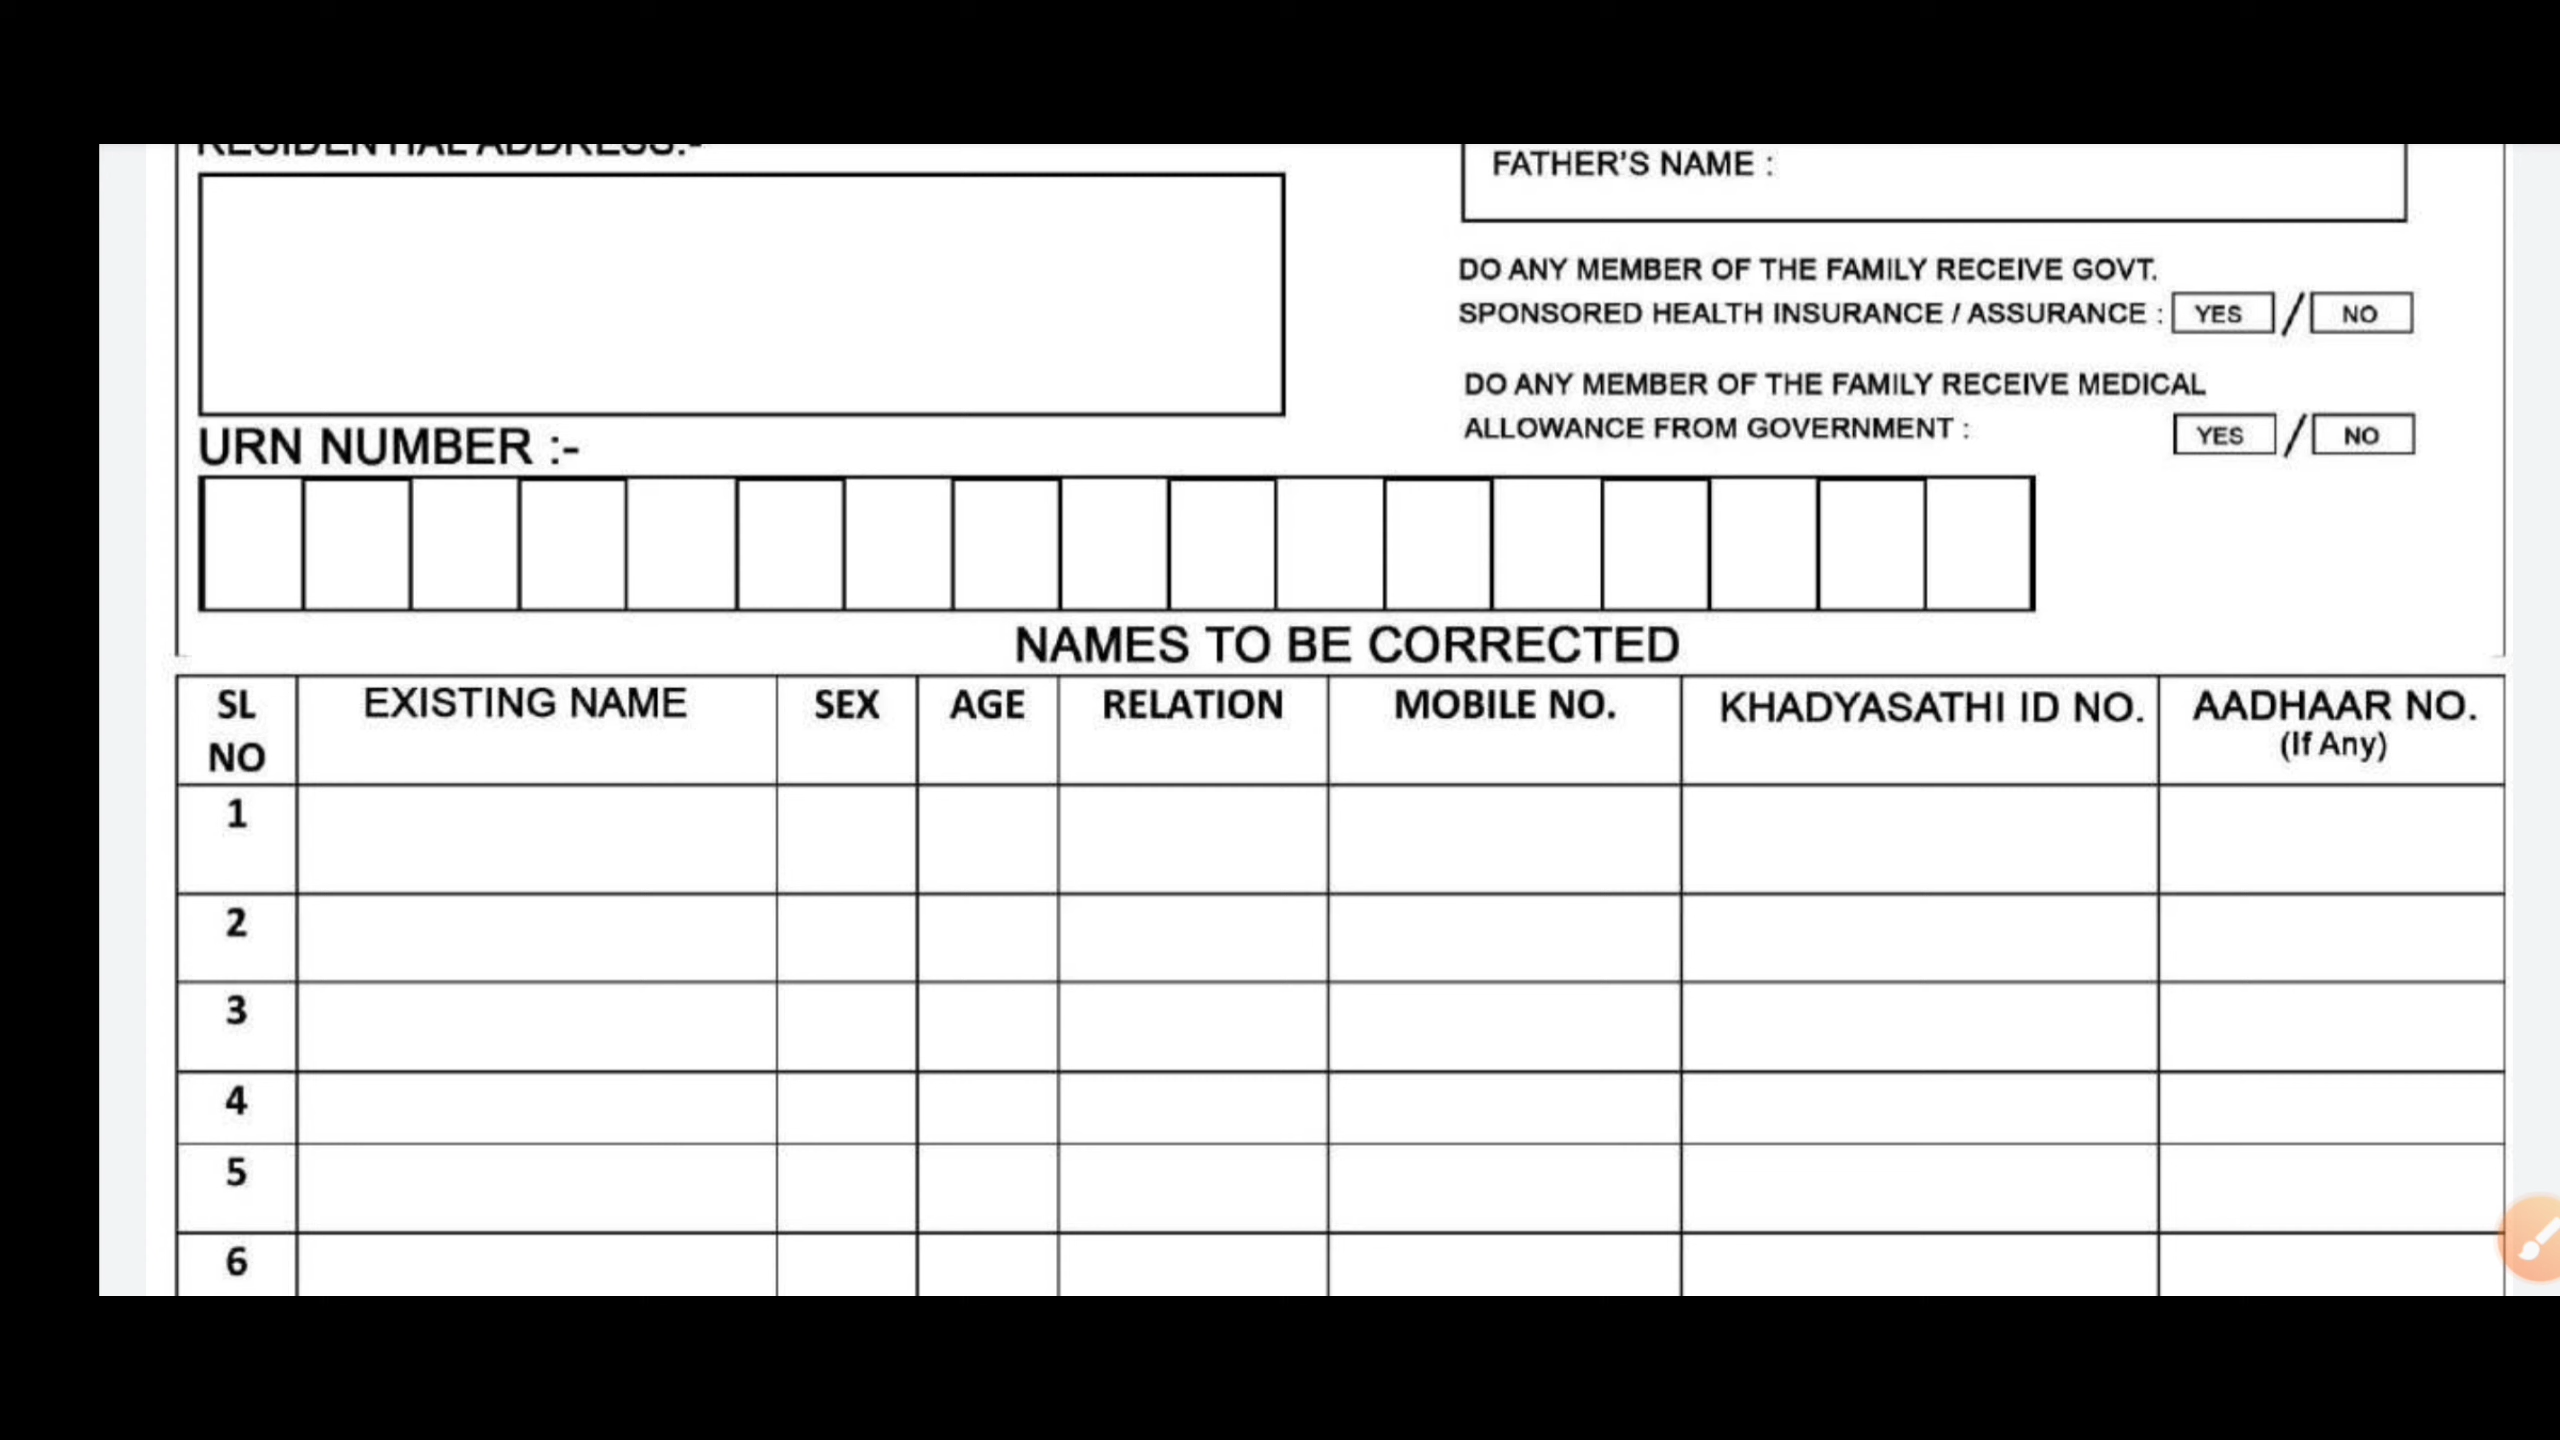 RESIDENTIAL ADDRESS:-
FATHER'S NAME :
DO ANY MEMBER OF THE FAMILY RECEIVE GOVT.
SPONSORED HEALTH INSURANCE / ASSURANCE : YES / NO
DO ANY MEMBER OF THE FAMILY RECEIVE MEDICAL
ALLOWANCE FROM GOVERNMENT : YES / NO
URN NUMBER :-
NAMES TO BE CORRECTED
SL NO EXISTING NAME SEX AGE RELATION MOBILE NO. KHADYASATHI ID NO. AADHAAR NO. (If Any)
1
2
3
4
5
6